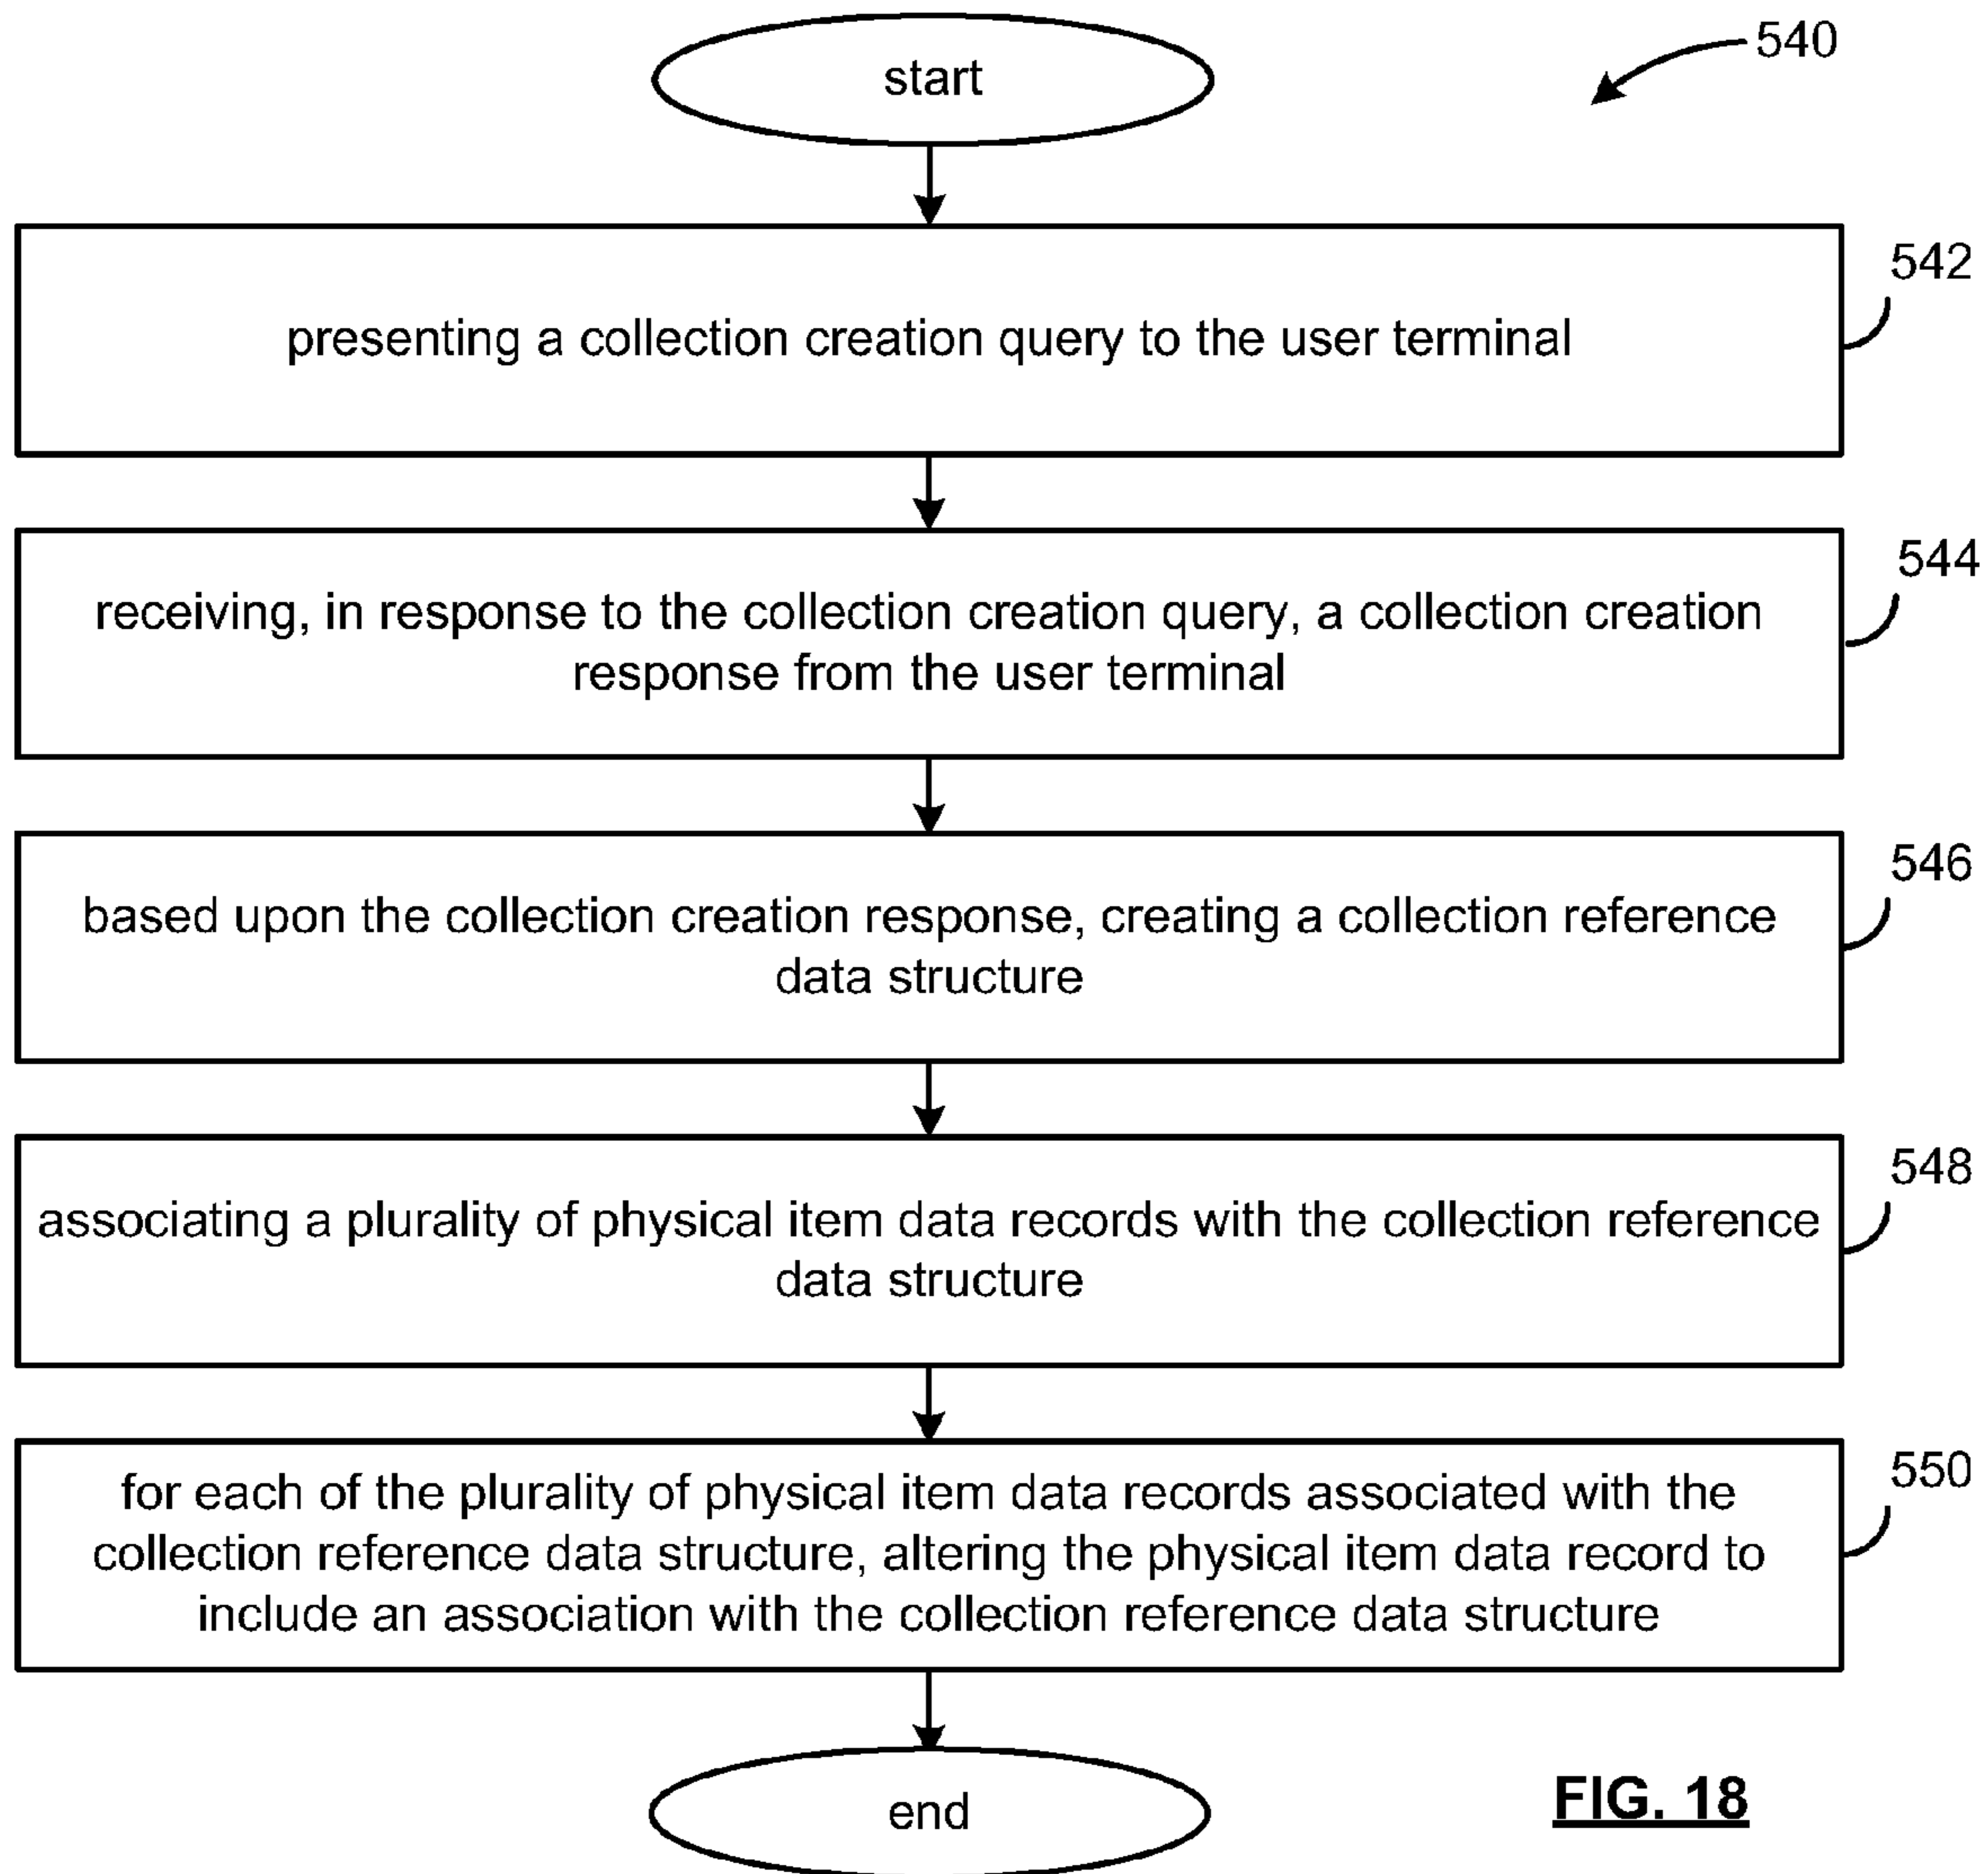 start
540
presenting a collection creation query to the user terminal
542
receiving, in response to the collection creation query, a collection creation
response from the user terminal
544
based upon the collection creation response, creating a collection reference
data structure
546
associating a plurality of physical item data records with the collection reference
data structure
548
for each of the plurality of physical item data records associated with the
collection reference data structure, altering the physical item data record to
include an association with the collection reference data structure
550
end
FIG. 18